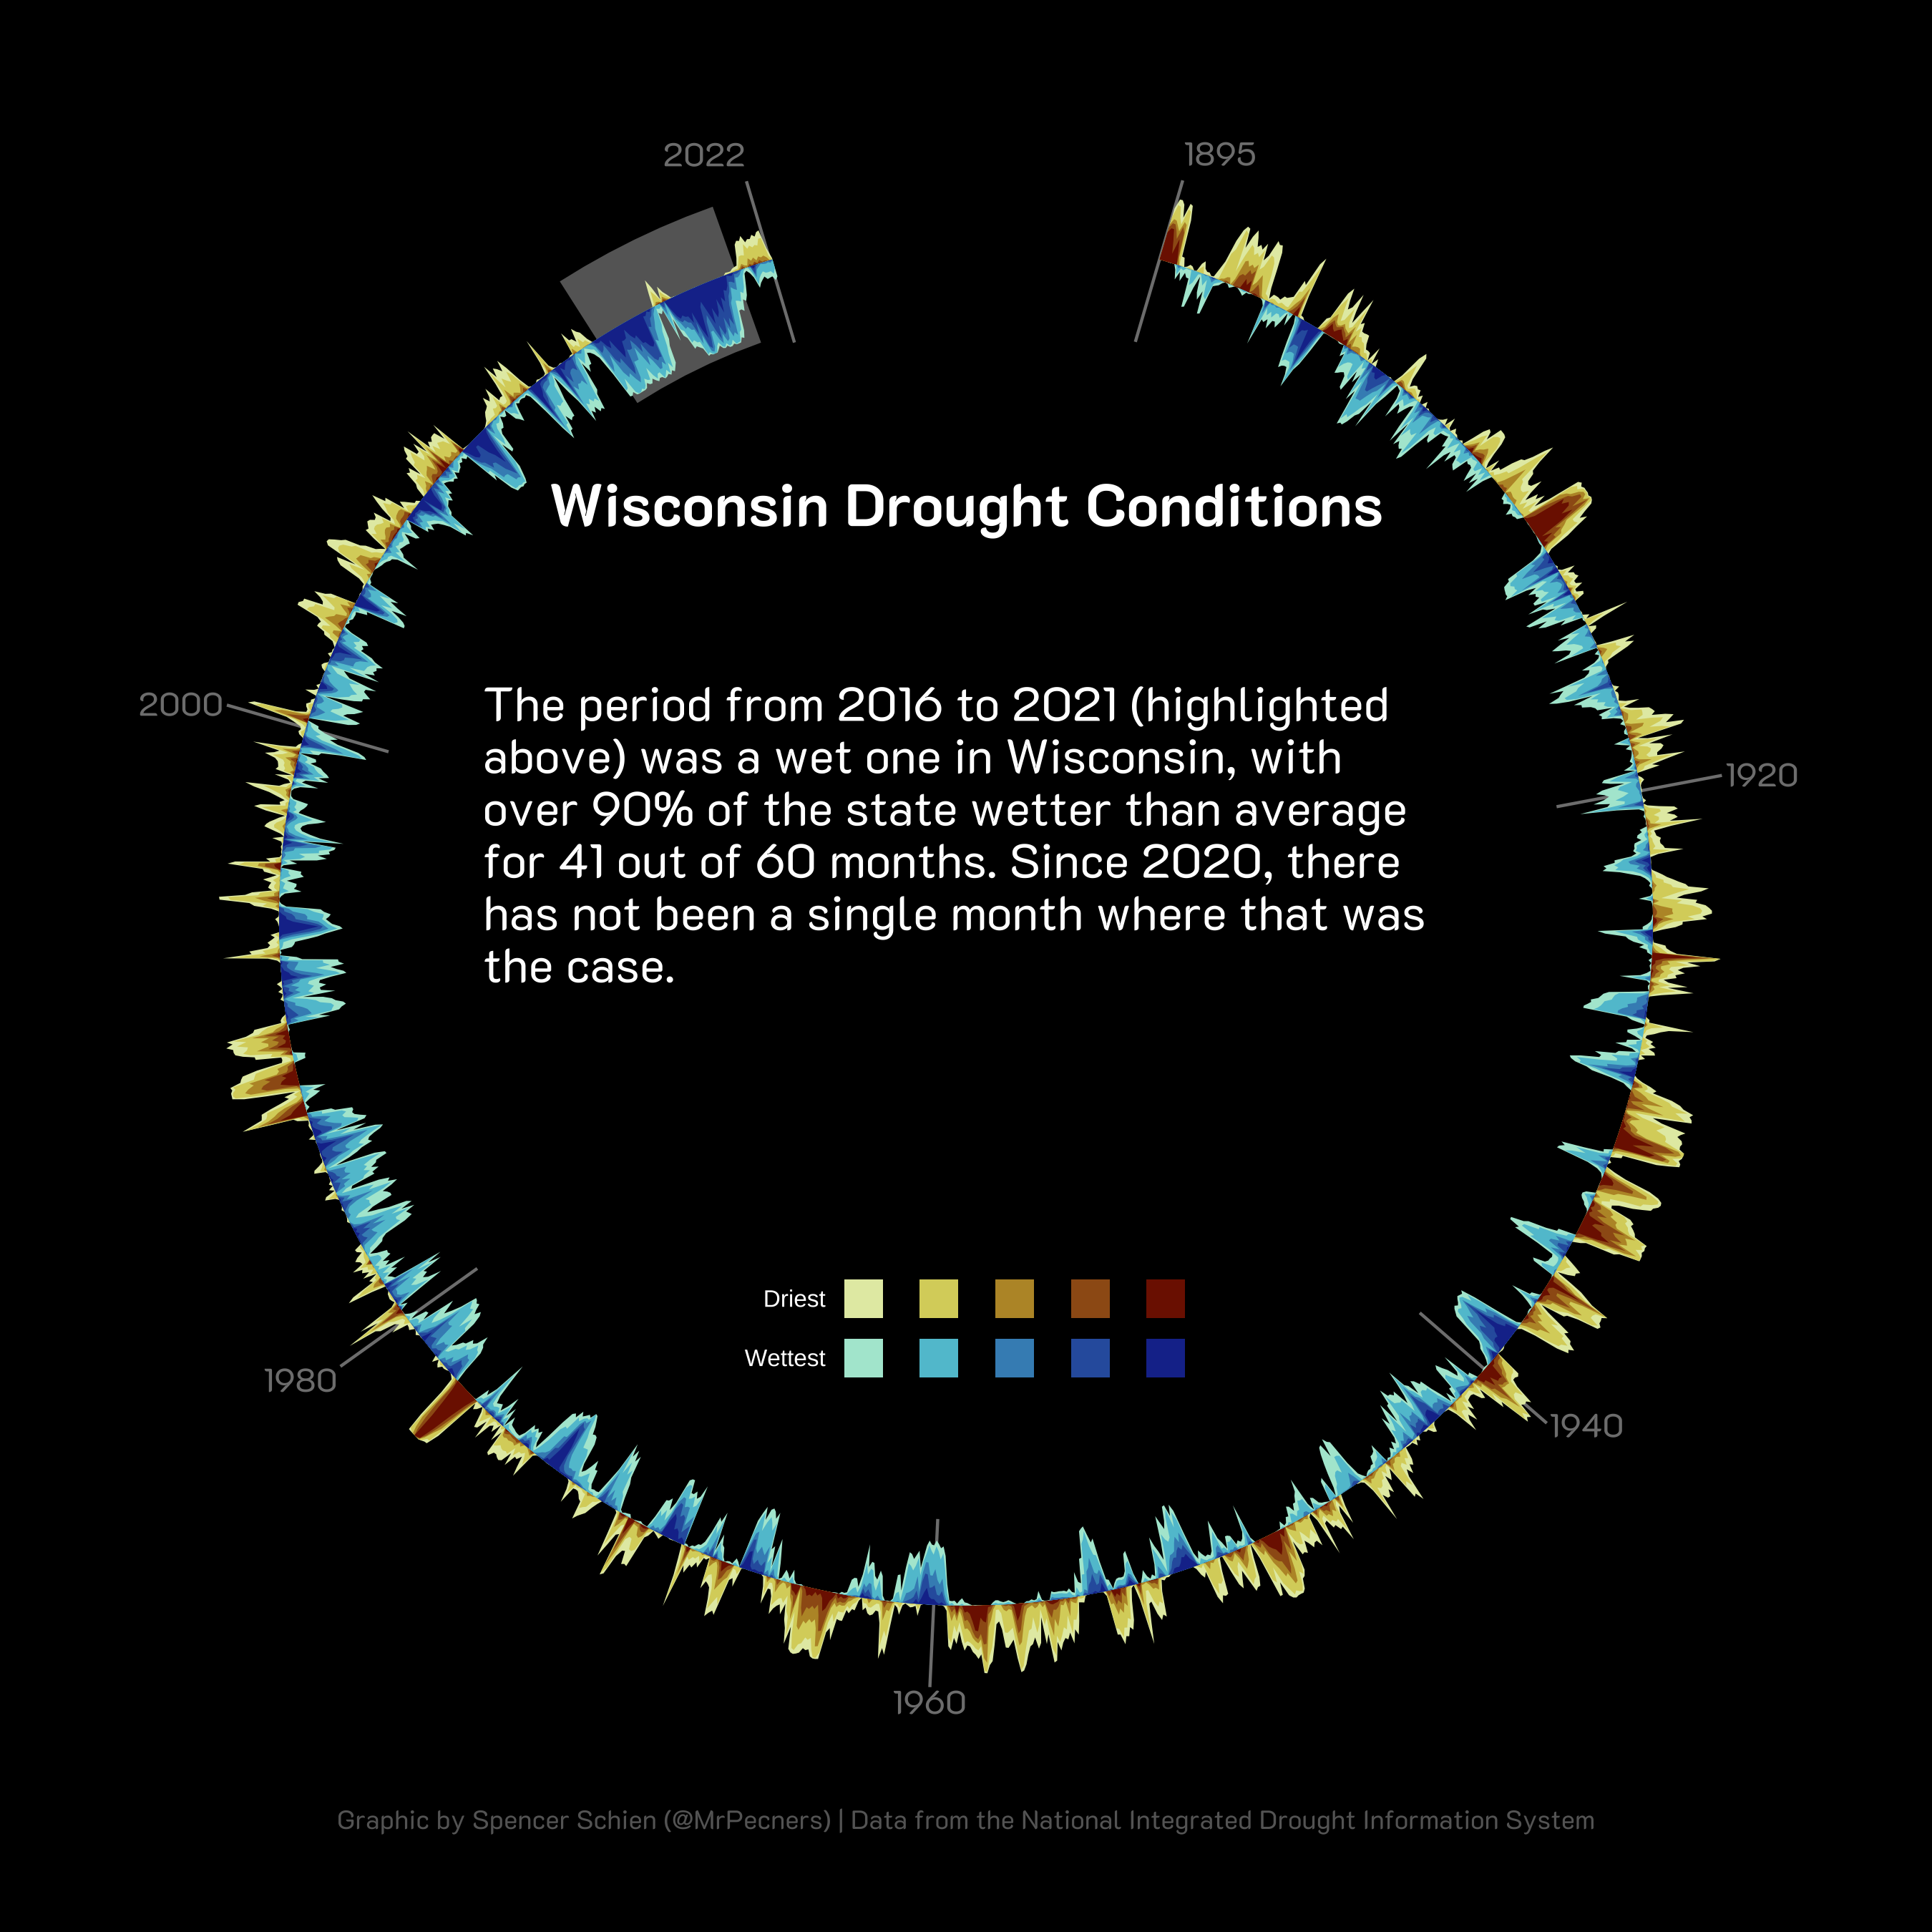 2022
1895
Wisconsin Drought Conditions
The period from 2016 to 2021 (highlighted
above) was a wet one in Wisconsin, with
over 90% of the state wetter than average
for 41 out of 60 months. Since 2020, there
has not been a single month where that was
the case.
2000
1920
Driest
Wettest
1980
1940
1960
Graphic by Spencer Schien (@MrPecners) | Data from the National Integrated Drought Information System